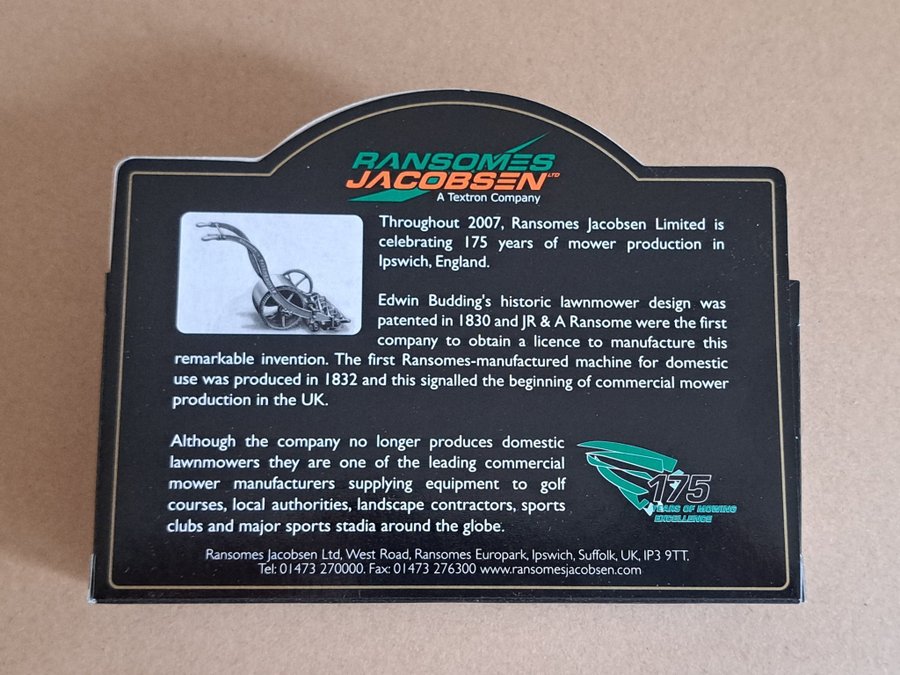 RANSOMES
JACOBSEN LTD
A Textron Company
Throughout 2007, Ransomes Jacobsen Limited is
celebrating 175 years of mower production in
Ipswich, England.
Edwin Budding's historic lawnmower design was
patented in 1830 and JR & A Ransome were the first
company to obtain a licence to manufacture this
remarkable invention. The first Ransomes-manufactured machine for domestic
use was produced in 1832 and this signalled the beginning of commercial mower
production in the UK.
Although the company no longer produces domestic
lawnmowers they are one of the leading commercial
mower manufacturers supplying equipment to golf
courses, local authorities, landscape contractors, sports
clubs and major sports stadia around the globe.
175
YEARS OF MOWING
EXCELLENCE
Ransomes Jacobsen Ltd, West Road, Ransomes Europark, Ipswich, Suffolk, UK, IP3 9TT.
Tel: 01473 270000. Fax: 01473 276300 www.ransomesjacobsen.com